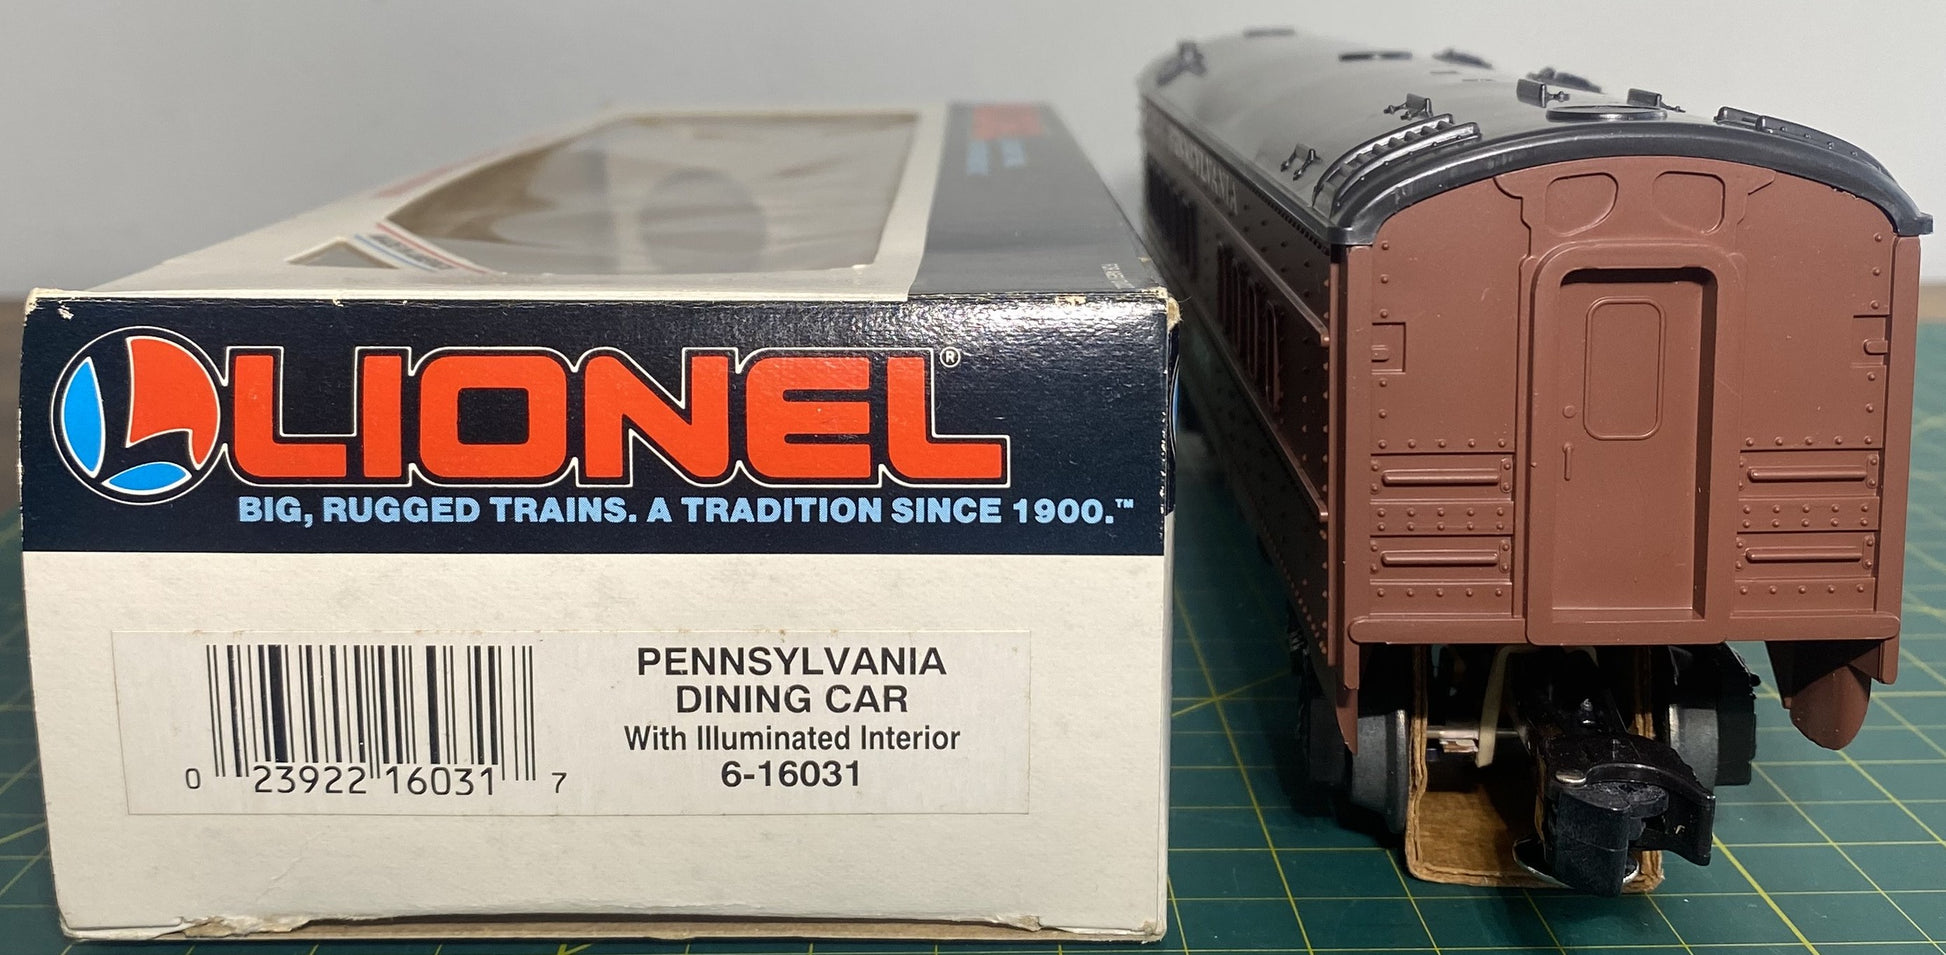 LIONEL®
BIG, RUGGED TRAINS. A TRADITION SINCE 1900.™
PENNSYLVANIA
DINING CAR
With Illuminated Interior
6-16031
0 23922 16031 7
PENNSYLVANIA